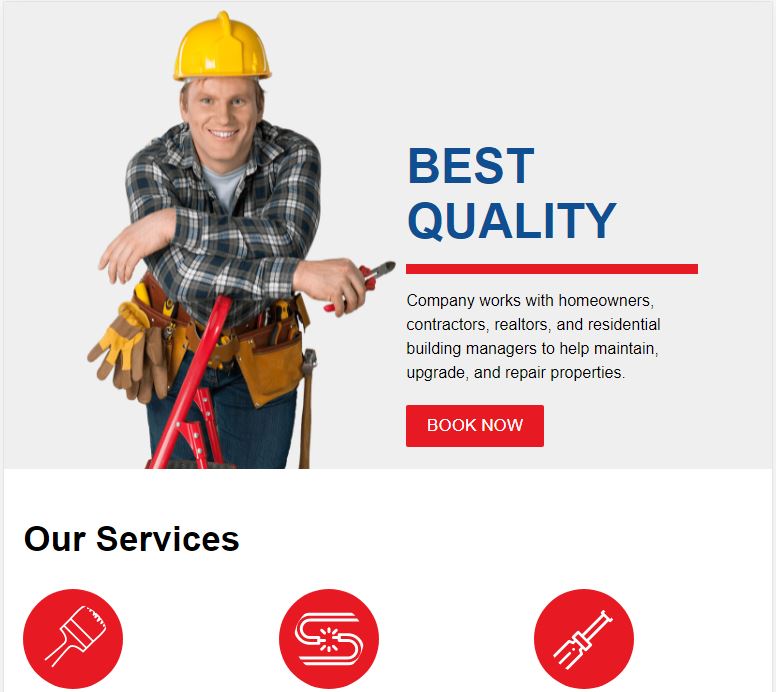 BEST
QUALITY
Company works with homeowners,
contractors, realtors, and residential
building managers to help maintain,
upgrade, and repair properties.
BOOK NOW
Our Services